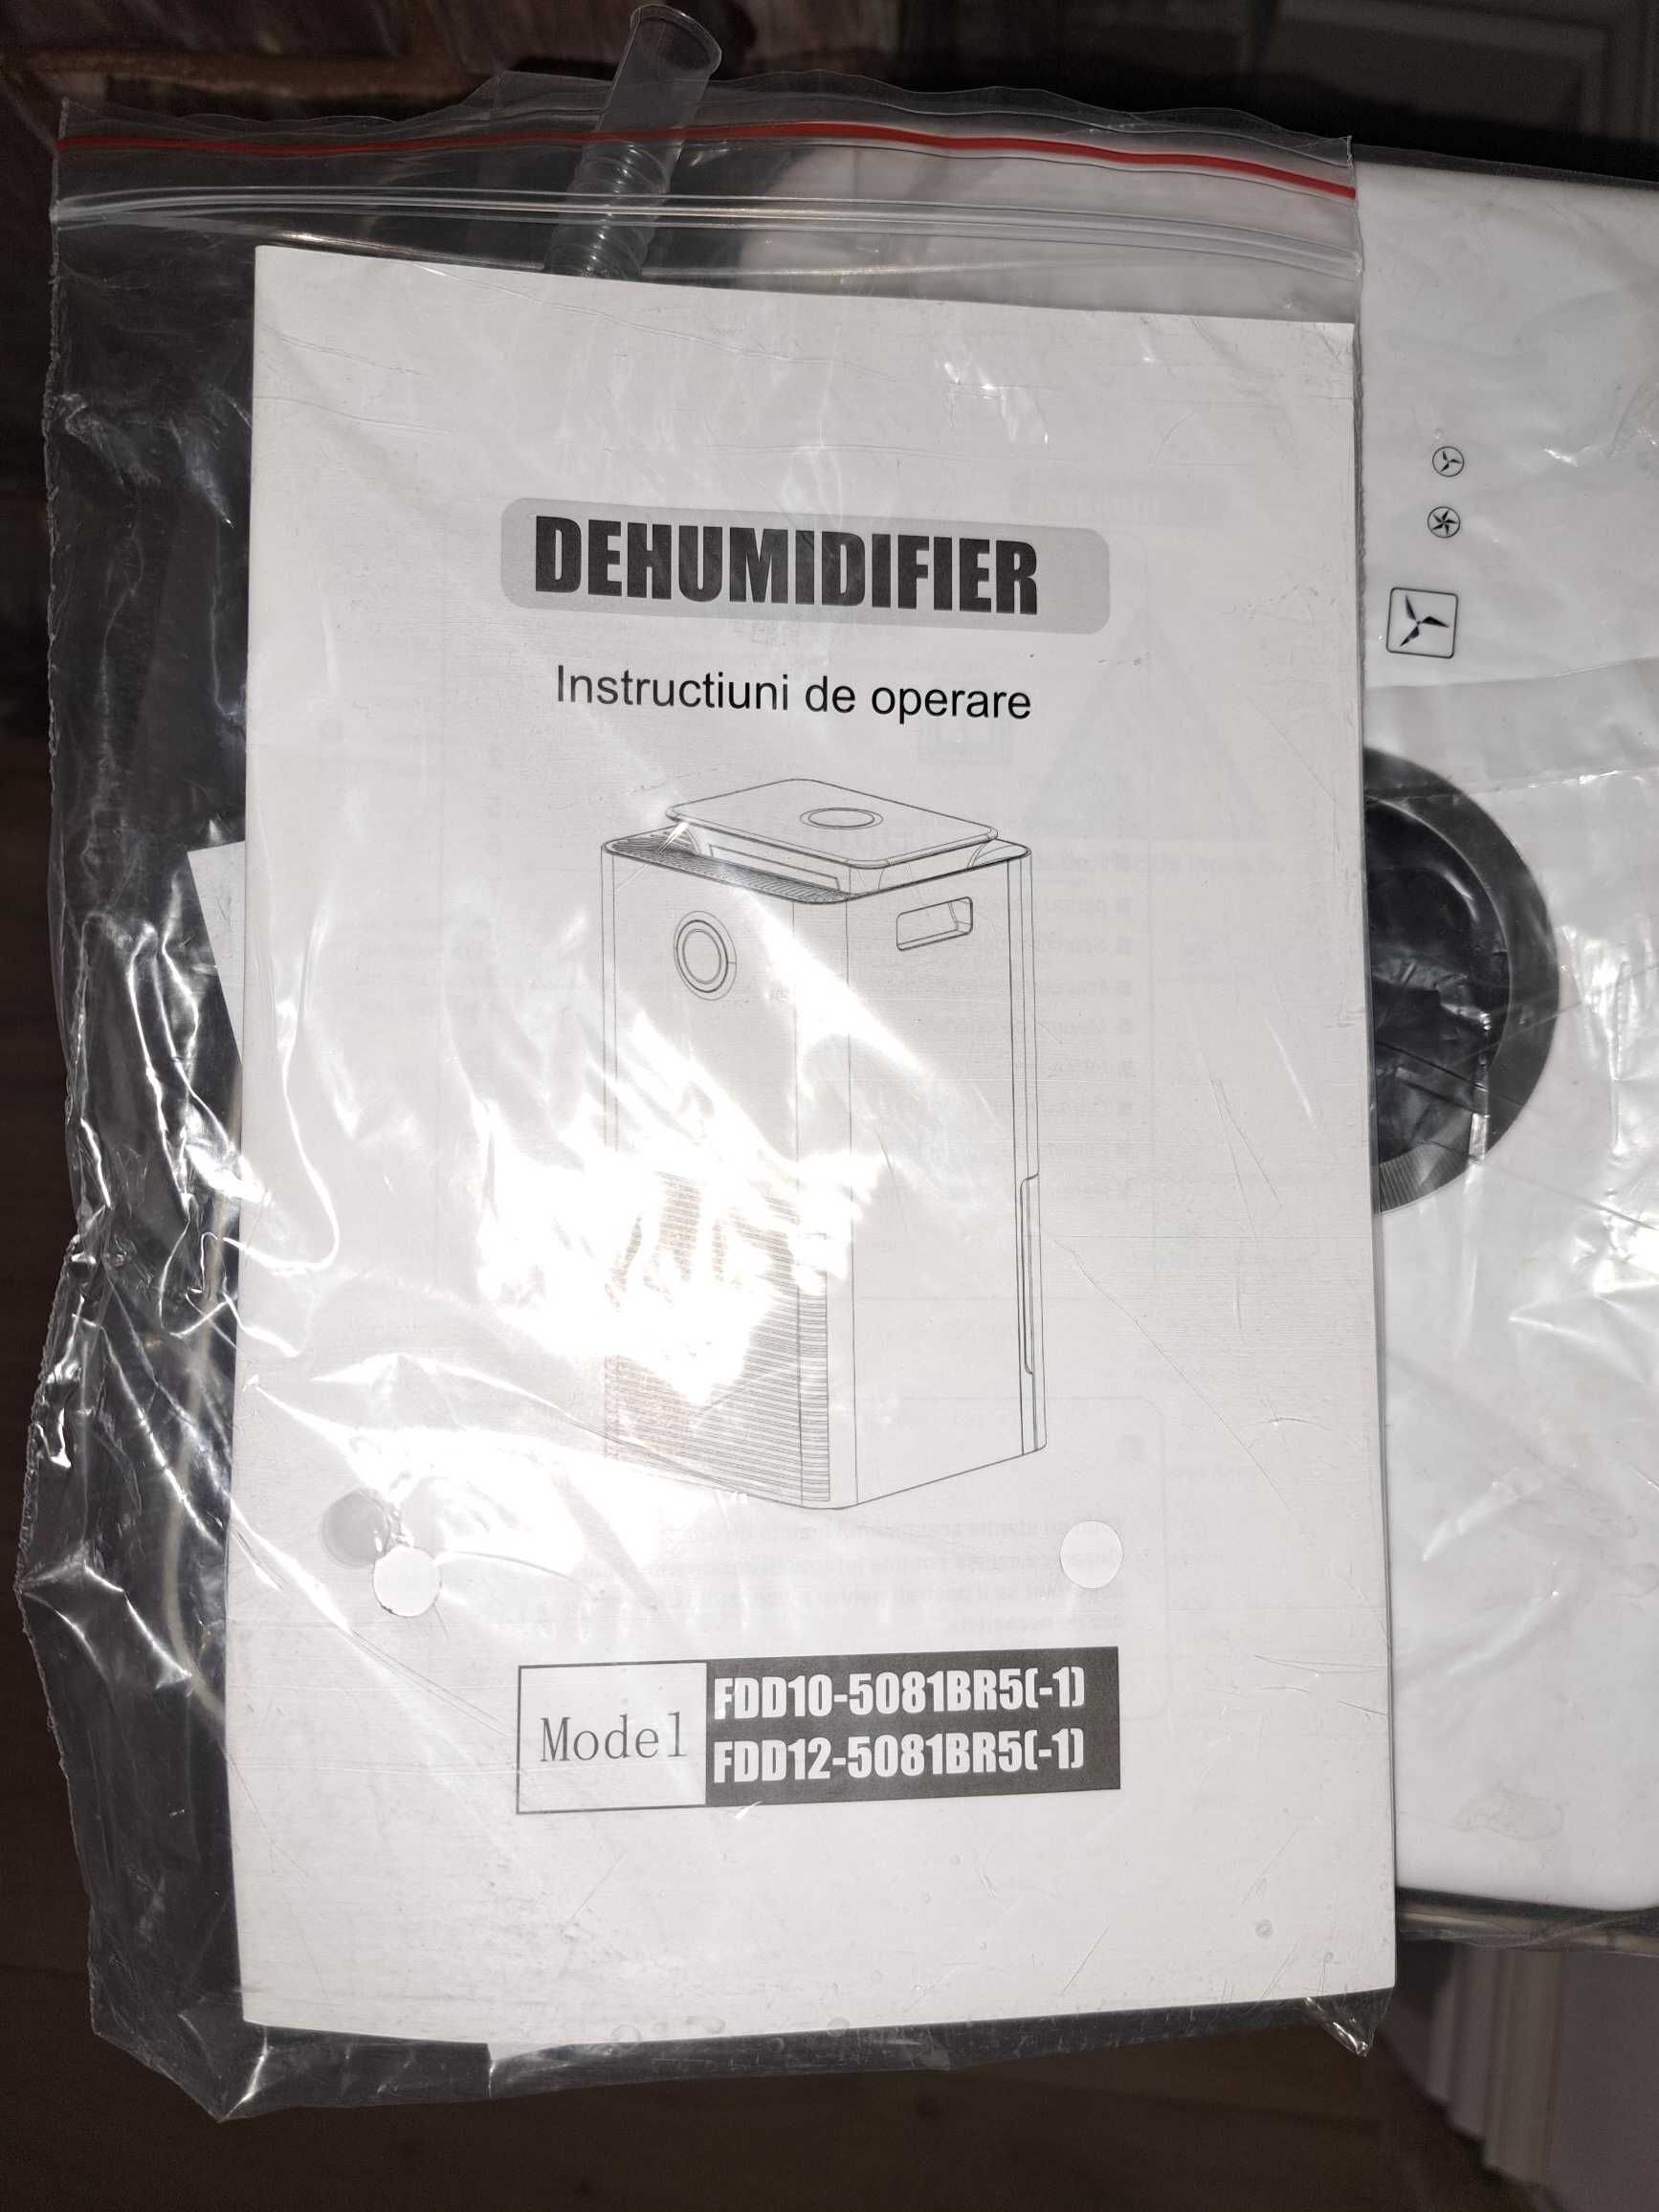 DEHUMIDIFIER
Instructiuni de operare
Model
FDD10-5081BR5(-1)
FDD12-5081BR5(-1)